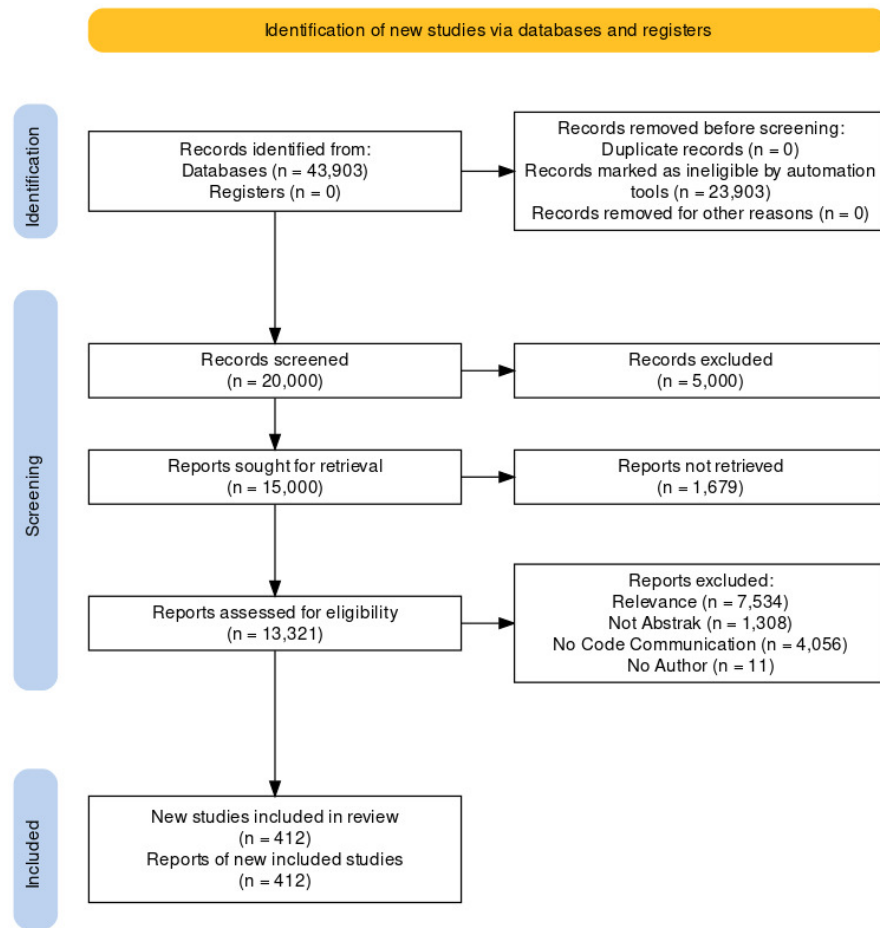 Identification of new studies via databases and registers
Identification
Records identified from:
Databases (n = 43,903)
Registers (n = 0)
Records removed before screening:
Duplicate records (n = 0)
Records marked as ineligible by automation
tools (n = 23,903)
Records removed for other reasons (n = 0)
Screening
Records screened
(n = 20,000)
Records excluded
(n = 5,000)
Reports sought for retrieval
(n = 15,000)
Reports not retrieved
(n = 1,679)
Reports assessed for eligibility
(n = 13,321)
Reports excluded:
Relevance (n = 7,534)
Not Abstrak (n = 1,308)
No Code Communication (n = 4,056)
No Author (n = 11)
Included
New studies included in review
(n = 412)
Reports of new included studies
(n = 412)